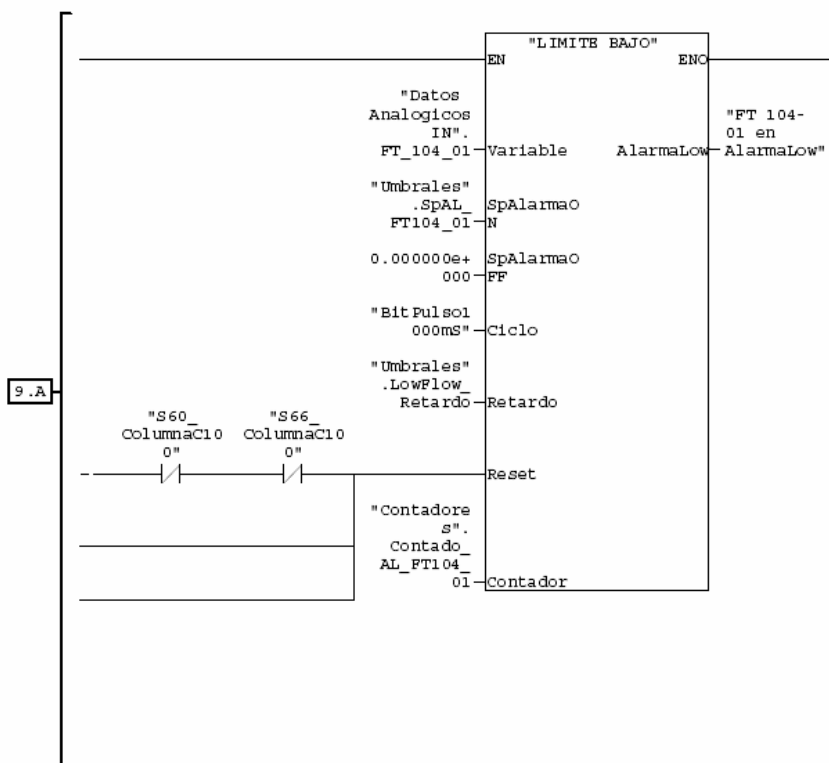 "LIMITE BAJO"
EN
ENO
"Datos
Analogicos
IN".
FT_104_01
Variable
AlarmaLow
"FT 104-
01 en
AlarmaLow"
"Umbrales"
.SpAL_
FT104_01
SpAlarmaO
N
0.000000e+
000
SpAlarmaO
FF
"BitPulso1
000mS"
Ciclo
"Umbrales"
.LowFlow_
Retardo
Retardo
9.A
"S60_
ColumnaC10
0"
"S66_
ColumnaC10
0"
Reset
"Contadore
s".
Contado_
AL_FT104_
01
Contador